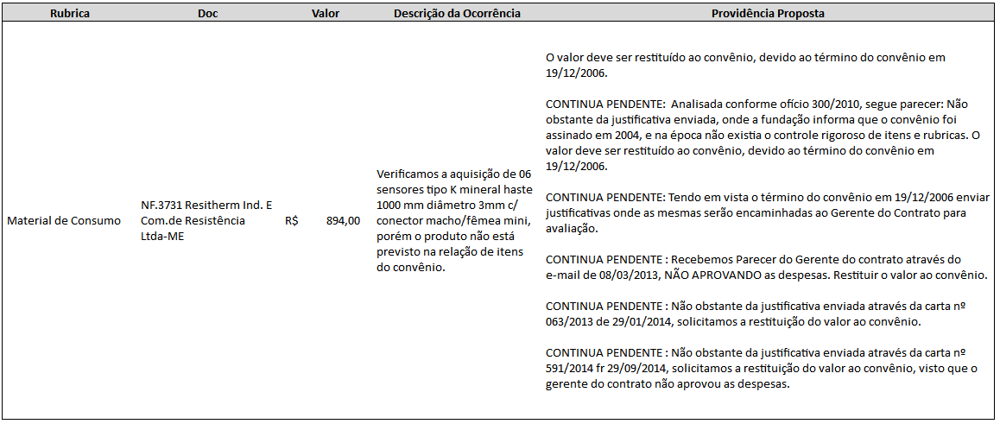 Rubrica Doc Valor Descrição da Ocorrência Providência Proposta
O valor deve ser restituído ao convênio, devido ao término do convênio em
19/12/2006.
CONTINUA PENDENTE:  Analisada conforme ofício 300/2010, segue parecer: Não
obstante da justificativa enviada, onde a fundação informa que o convênio foi
assinado em 2004, e na época não existia o controle rigoroso de itens e rubricas. O
valor deve ser restituído ao convênio, devido ao término do convênio em
19/12/2006.
Material de Consumo
NF.3731 Resitherm Ind. E
Com.de Resistência
Ltda-ME
R$ 894,00
Verificamos a aquisição de 06
sensores tipo K mineral haste
1000 mm diâmetro 3mm c/
conector macho/fêmea mini,
porém o produto não está
previsto na relação de itens
do convênio.
CONTINUA PENDENTE: Tendo em vista o término do convênio em 19/12/2006 enviar
justificativas onde as mesmas serão encaminhadas ao Gerente do Contrato para
avaliação.
CONTINUA PENDENTE : Recebemos Parecer do Gerente do contrato através do
e-mail de 08/03/2013, NÃO APROVANDO as despesas. Restituir o valor ao convênio.
CONTINUA PENDENTE : Não obstante da justificativa enviada através da carta nº
063/2013 de 29/01/2014, solicitamos a restituição do valor ao convênio.
CONTINUA PENDENTE : Não obstante da justificativa enviada através da carta nº
591/2014 fr 29/09/2014, solicitamos a restituição do valor ao convênio, visto que o
gerente do contrato não aprovou as despesas.